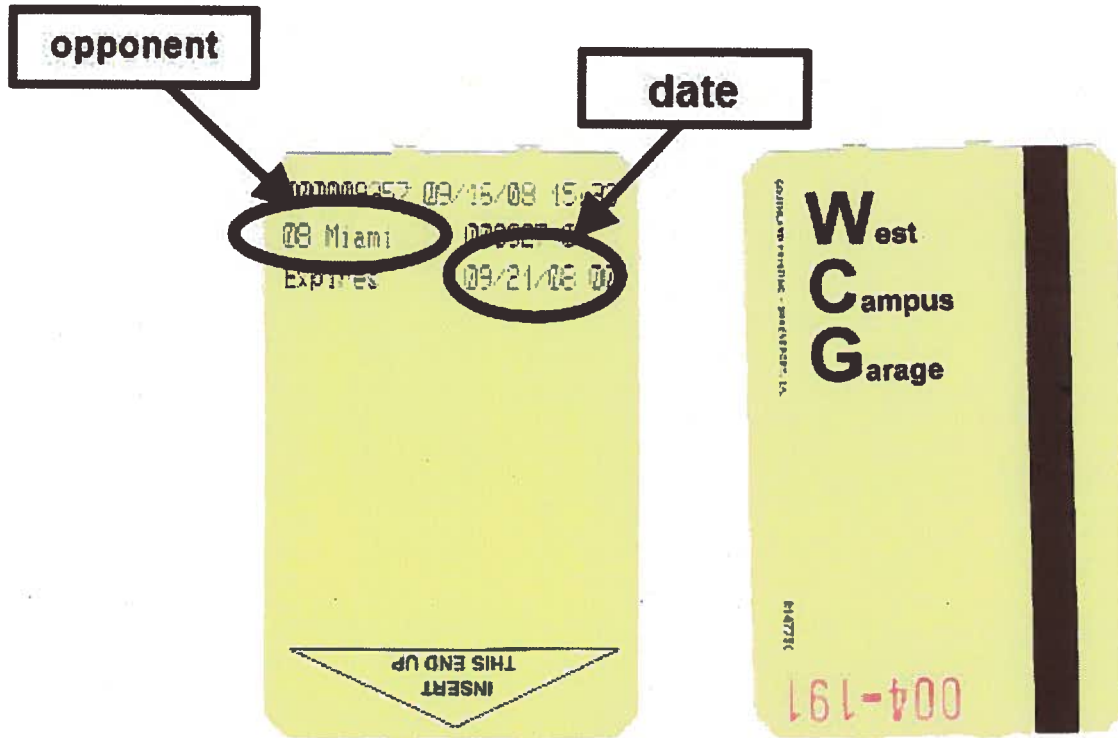 opponent
date
09/15/08
08 Miami
Expires 09/21/08
INSERT
THIS END UP
West
Campus
Garage
004-191